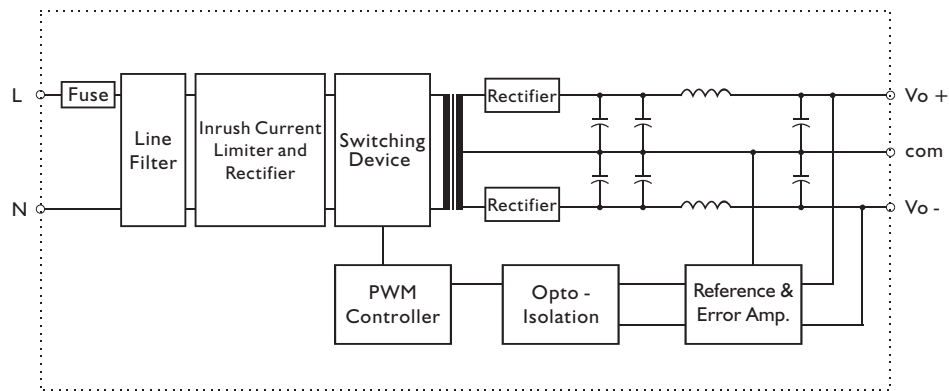 L
Fuse
Line
Filter
Inrush Current
Limiter and
Rectifier
Switching
Device
Rectifier
Vo +
com
N
Rectifier
Vo -
PWM
Controller
Opto -
Isolation
Reference &
Error Amp.